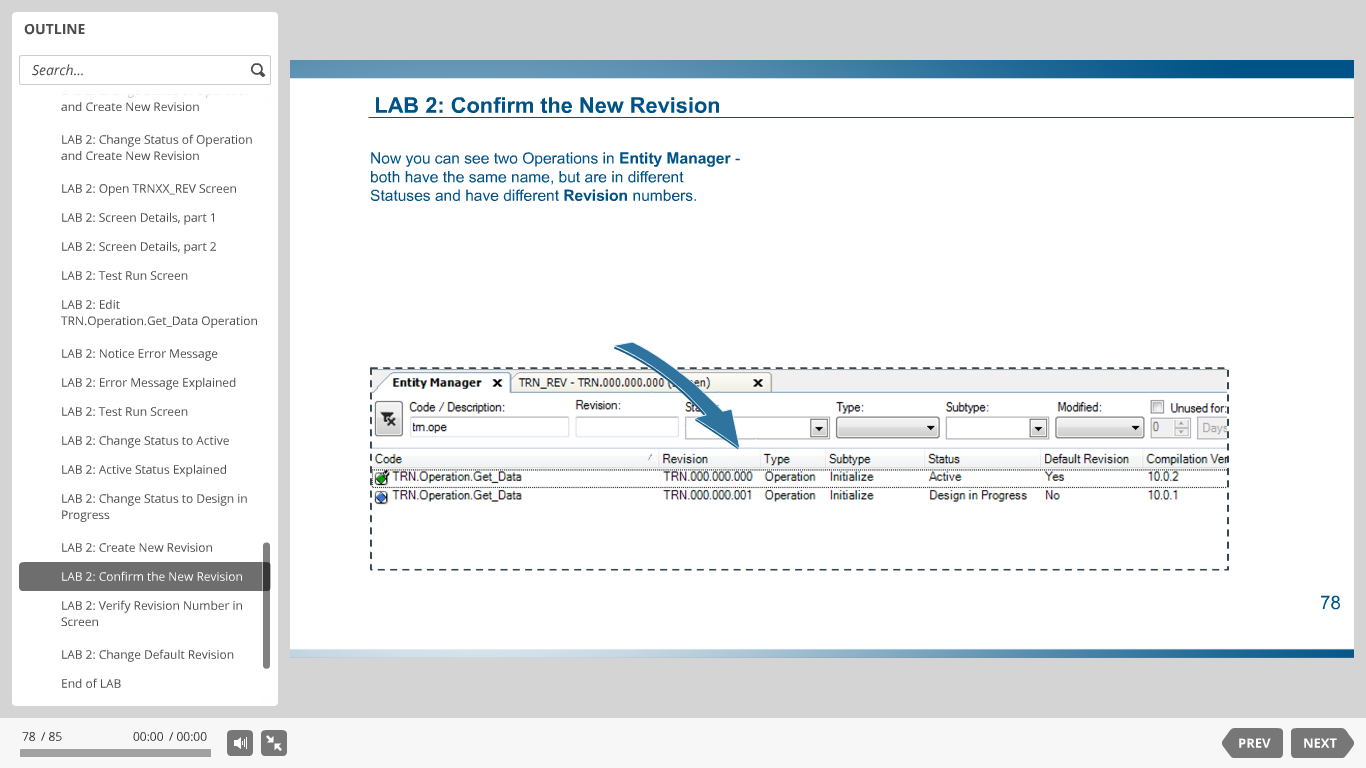 OUTLINE
Search...
and Create New Revision
LAB 2: Change Status of Operation
and Create New Revision
LAB 2: Open TRNXX_REV Screen
LAB 2: Screen Details, part 1
LAB 2: Screen Details, part 2
LAB 2: Test Run Screen
LAB 2: Edit
TRN.Operation.Get_Data Operation
LAB 2: Notice Error Message
LAB 2: Error Message Explained
LAB 2: Test Run Screen
LAB 2: Change Status to Active
LAB 2: Active Status Explained
LAB 2: Change Status to Design in
Progress
LAB 2: Create New Revision
LAB 2: Confirm the New Revision
LAB 2: Verify Revision Number in
Screen
LAB 2: Change Default Revision
End of LAB
LAB 2: Confirm the New Revision
Now you can see two Operations in Entity Manager -
both have the same name, but are in different
Statuses and have different Revision numbers.
Entity Manager TRN_REV - TRN.000.000.000
Code / Description: Revision: Type: Subtype: Modified: Unused for:
trn.ope 0 Days
Code Revision Type Subtype Status Default Revision Compilation Ver
TRN.Operation.Get_Data TRN.000.000.000 Operation Initialize Active Yes 10.0.2
TRN.Operation.Get_Data TRN.000.000.001 Operation Initialize Design in Progress No 10.0.1
78
78 / 85 00:00 / 00:00 PREV NEXT